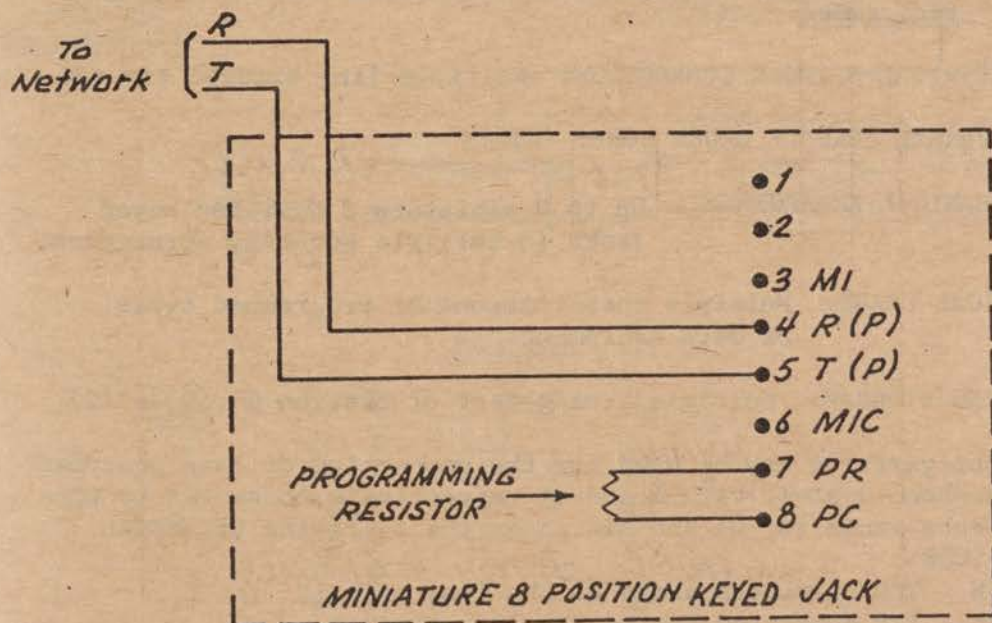 R
To
Network
T
1
2
3 MI
4 R (P)
5 T (P)
6 MIC
PROGRAMMING
RESISTOR
7 PR
8 PC
MINIATURE 8 POSITION KEYED JACK